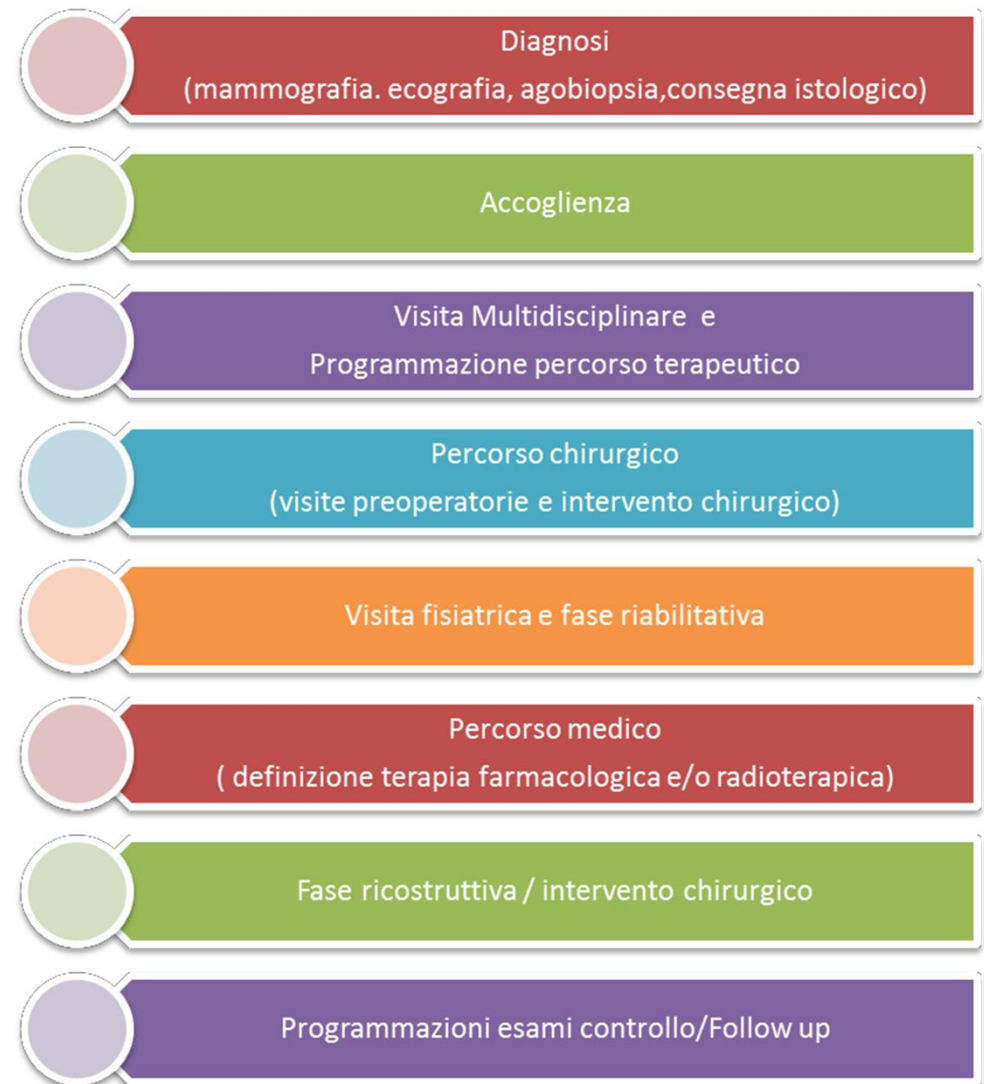 Diagnosi
(mammografia. ecografia, agobiopsia,consegna istologico)
Accoglienza
Visita Multidisciplinare e
Programmazione percorso terapeutico
Percorso chirurgico
(visite preoperatorie e intervento chirurgico)
Visita fisiatrica e fase riabilitativa
Percorso medico
( definizione terapia farmacologica e/o radioterapica)
Fase ricostruttiva / intervento chirurgico
Programmazioni esami controllo/Follow up